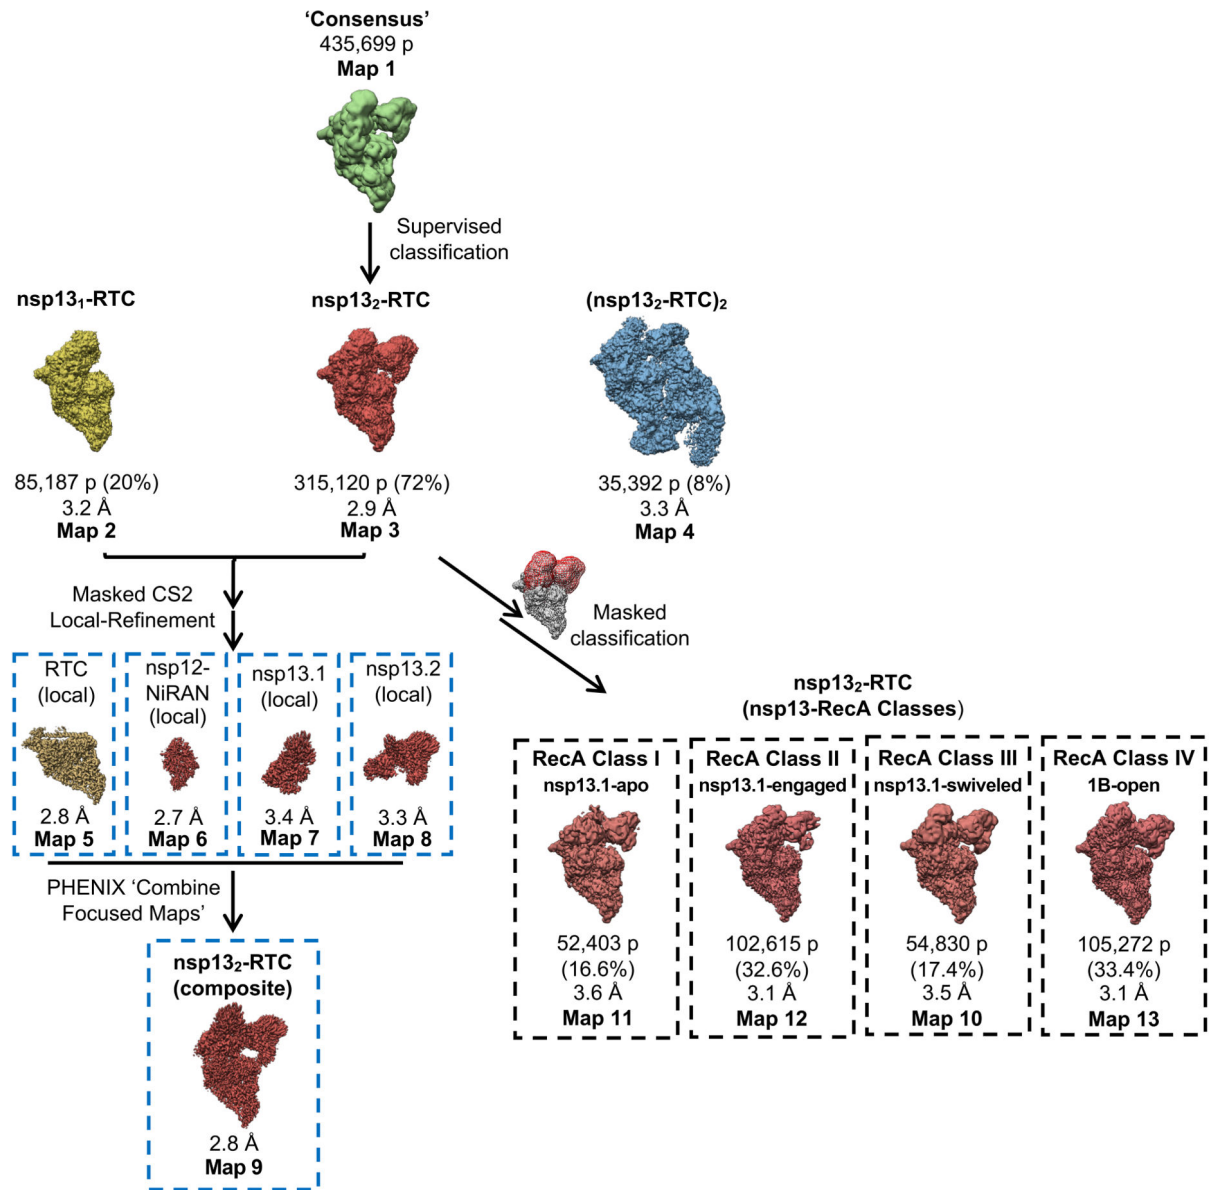 ‘Consensus’
435,699 p
Map 1
Supervised
classification
nsp13₁-RTC
nsp13₂-RTC
(nsp13₂-RTC)₂
85,187 p (20%)
3.2 Å
Map 2
315,120 p (72%)
2.9 Å
Map 3
35,392 p (8%)
3.3 Å
Map 4
Masked CS2
Local-Refinement
Masked
classification
RTC
(local)
2.8 Å
Map 5
nsp12-
NiRAN
(local)
2.7 Å
Map 6
nsp13.1
(local)
3.4 Å
Map 7
nsp13.2
(local)
3.3 Å
Map 8
PHENIX ‘Combine
Focused Maps’
nsp13₂-RTC
(composite)
2.8 Å
Map 9
nsp13₂-RTC
(nsp13-RecA Classes)
RecA Class I
nsp13.1-apo
52,403 p
(16.6%)
3.6 Å
Map 11
RecA Class II
nsp13.1-engaged
102,615 p
(32.6%)
3.1 Å
Map 12
RecA Class III
nsp13.1-swiveled
54,830 p
(17.4%)
3.5 Å
Map 10
RecA Class IV
1B-open
105,272 p
(33.4%)
3.1 Å
Map 13